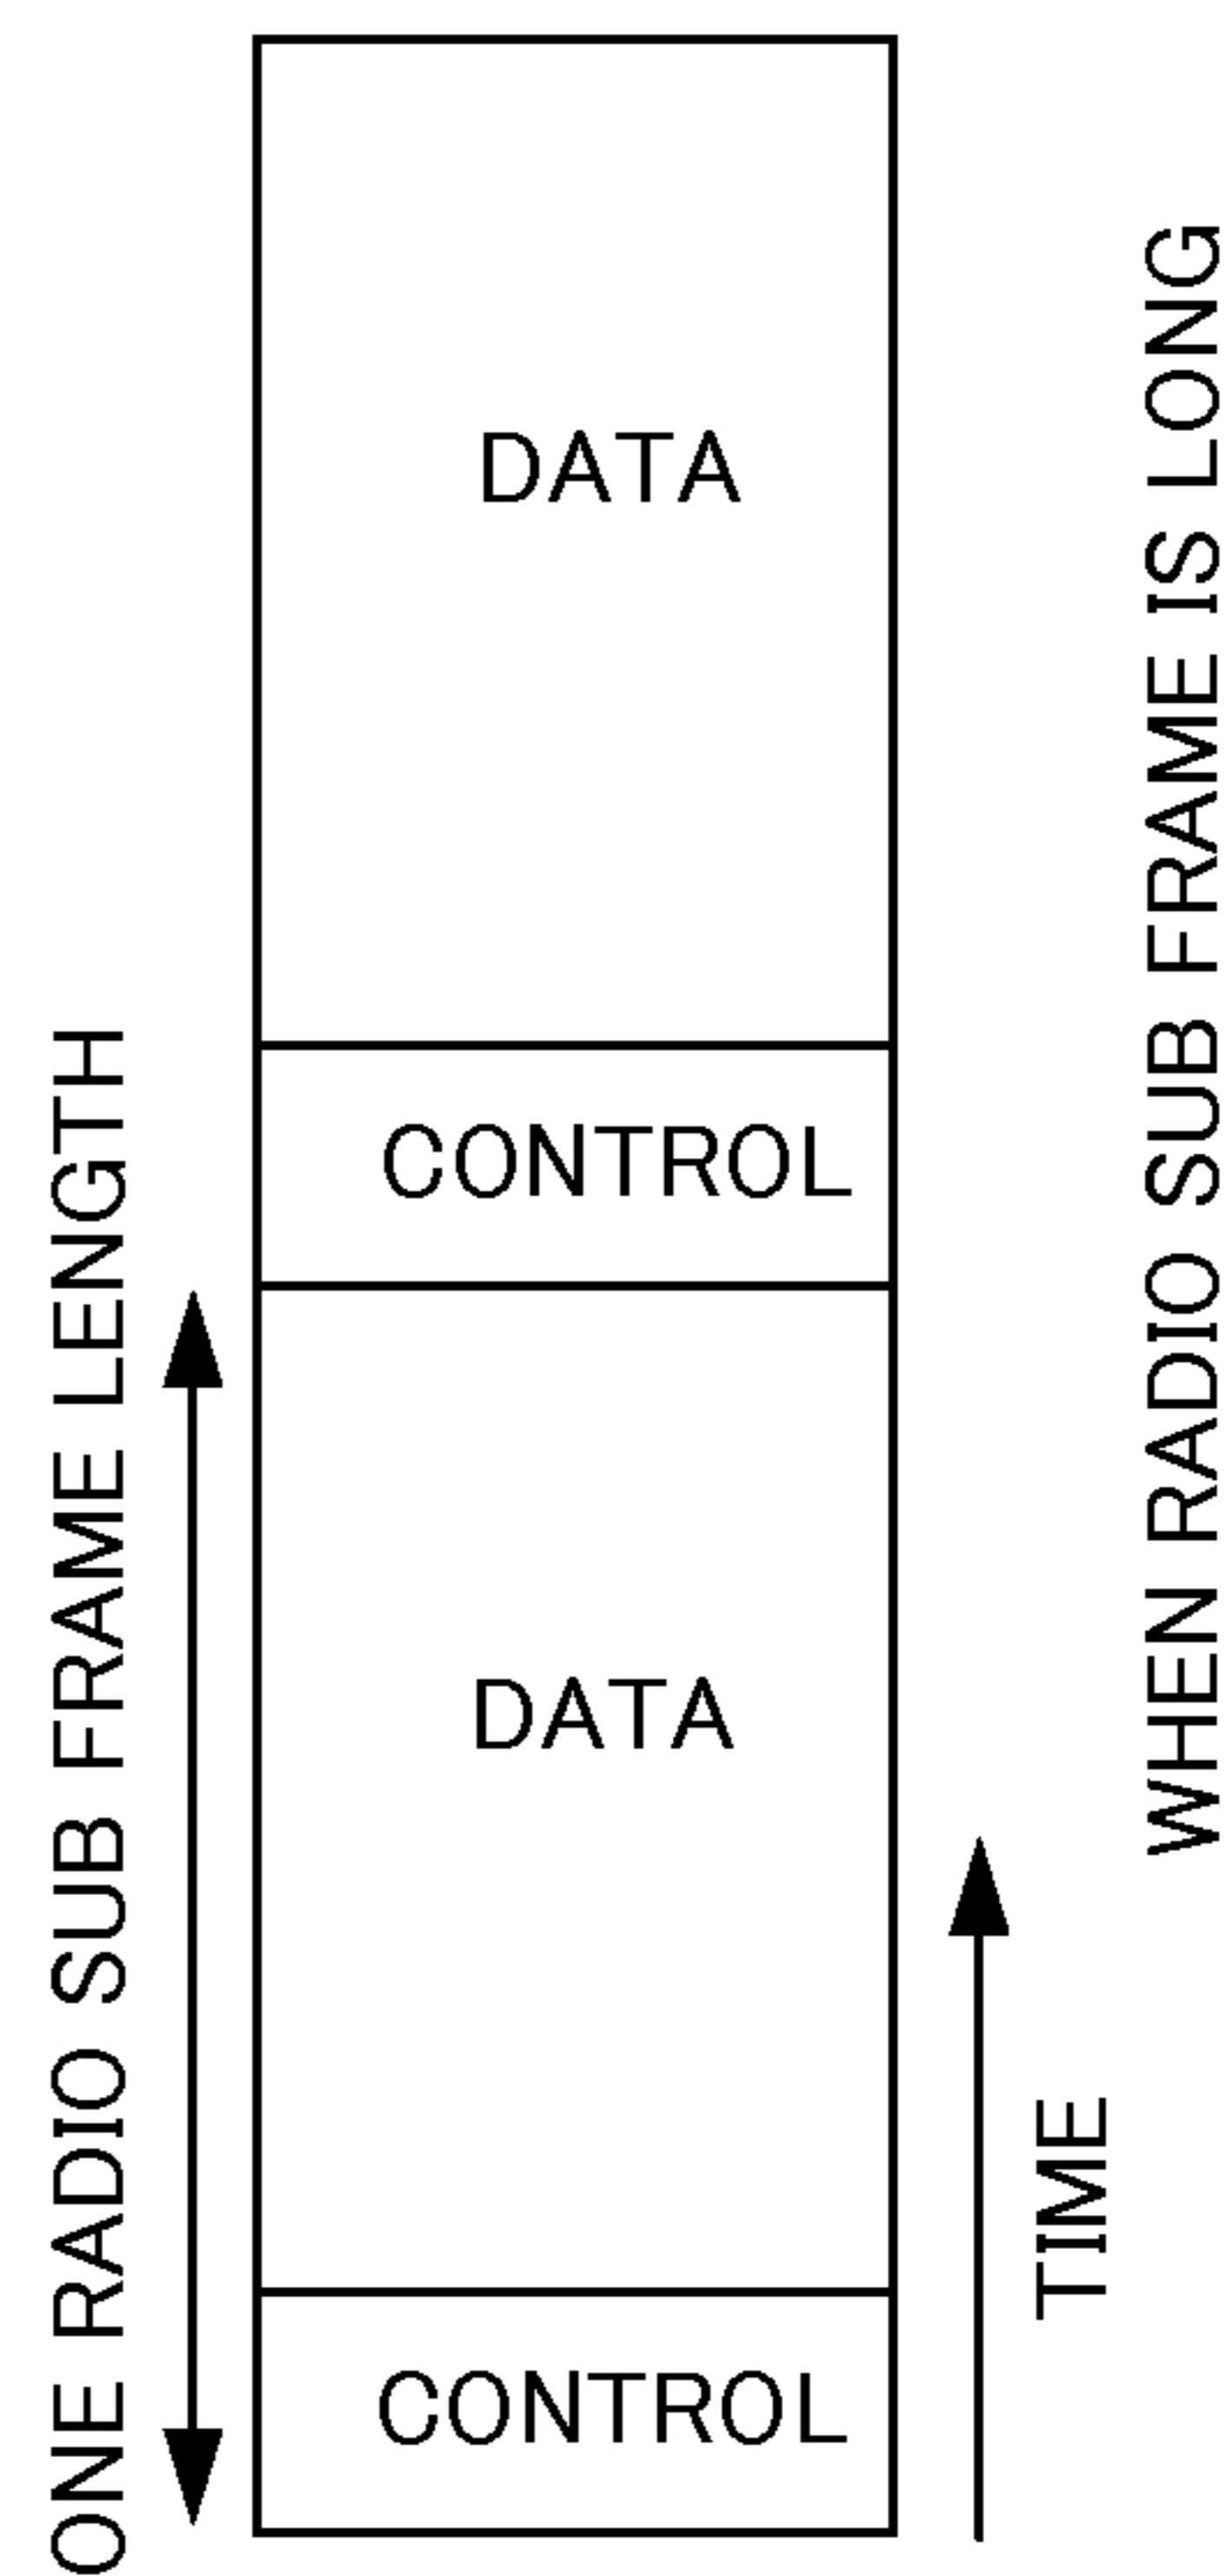 DATA
CONTROL
DATA
CONTROL
ONE RADIO SUB FRAME LENGTH
TIME
WHEN RADIO SUB FRAME IS LONG